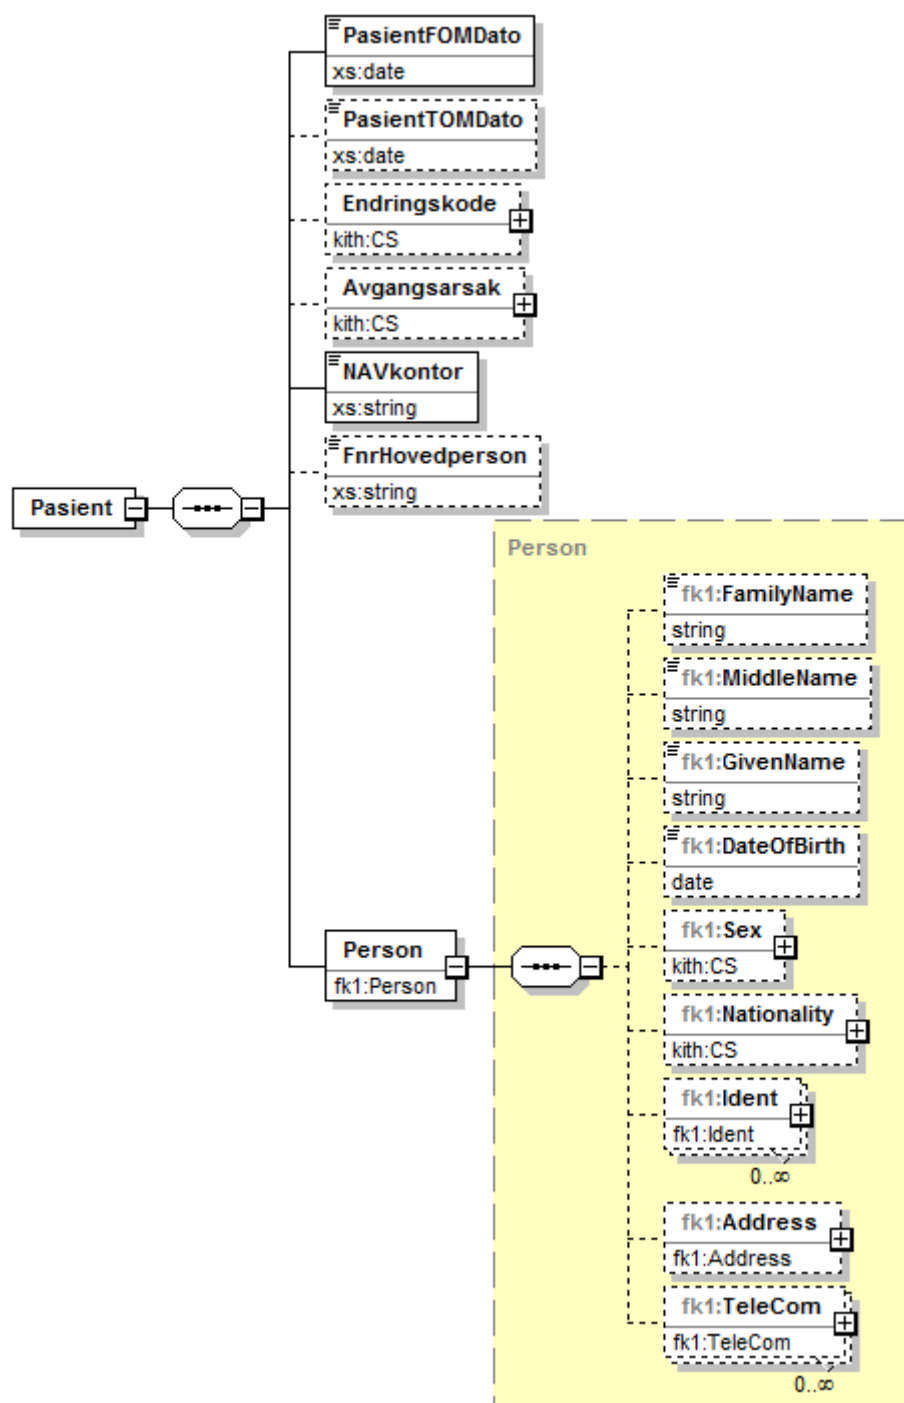 PasientFOMDato
xs:date
PasientTOMDato
xs:date
Endringskode
kith:CS
Avgangsarsak
kith:CS
NAVkontor
xs:string
FnrHovedperson
xs:string
Pasient
Person
fk1:FamilyName
string
fk1:MiddleName
string
fk1:GivenName
string
fk1:DateOfBirth
date
Person
fk1:Person
fk1:Sex
kith:CS
fk1:Nationality
kith:CS
fk1:Ident
fk1:Ident
0..∞
fk1:Address
fk1:Address
fk1:TeleCom
fk1:TeleCom
0..∞